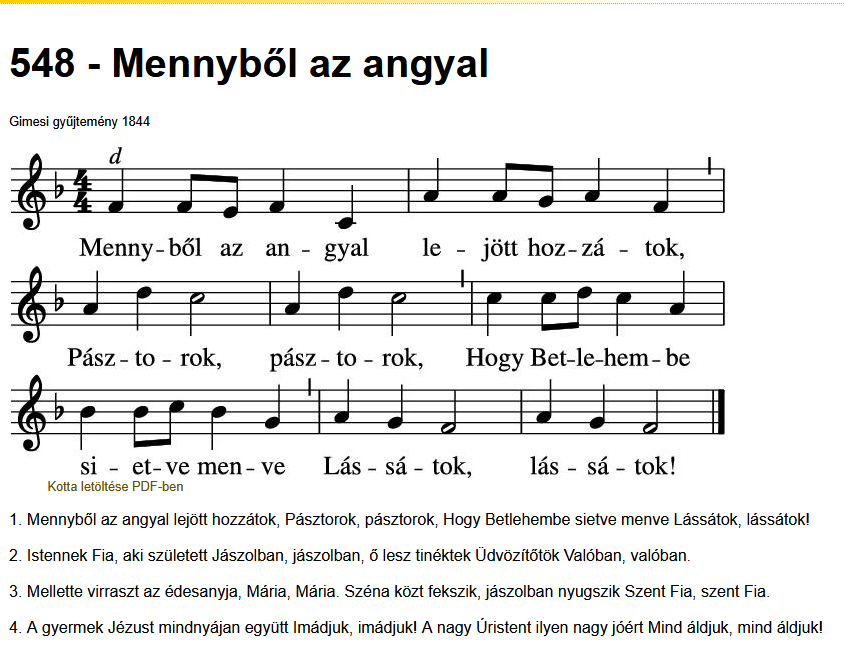 548 - Mennyből az angyal
Gimesi gyűjtemény 1844
d
4
4
Menny-ből az an - gyal le - jött hoz-zá - tok,
Pász-to - rok, pász-to - rok, Hogy Bet-le-hem-be
si - et-ve men-ve Lás-sá-tok, lás-sá-tok!
Kotta letöltése PDF-ben
1. Mennyből az angyal lejött hozzátok, Pásztorok, pásztorok, Hogy Betlehembe sietve menve Lássátok, lássátok!
2. Istennek Fia, aki született Jászolban, jászolban, ő lesz tinéktek Üdvözítőtök Valóban, valóban.
3. Mellette virraszt az édesanyja, Mária, Mária. Széna közt fekszik, jászolban nyugszik Szent Fia, szent Fia.
4. A gyermek Jézust mindnyájan együtt Imádjuk, imádjuk! A nagy Úristent ilyen nagy jóért Mind áldjuk, mind áldjuk!